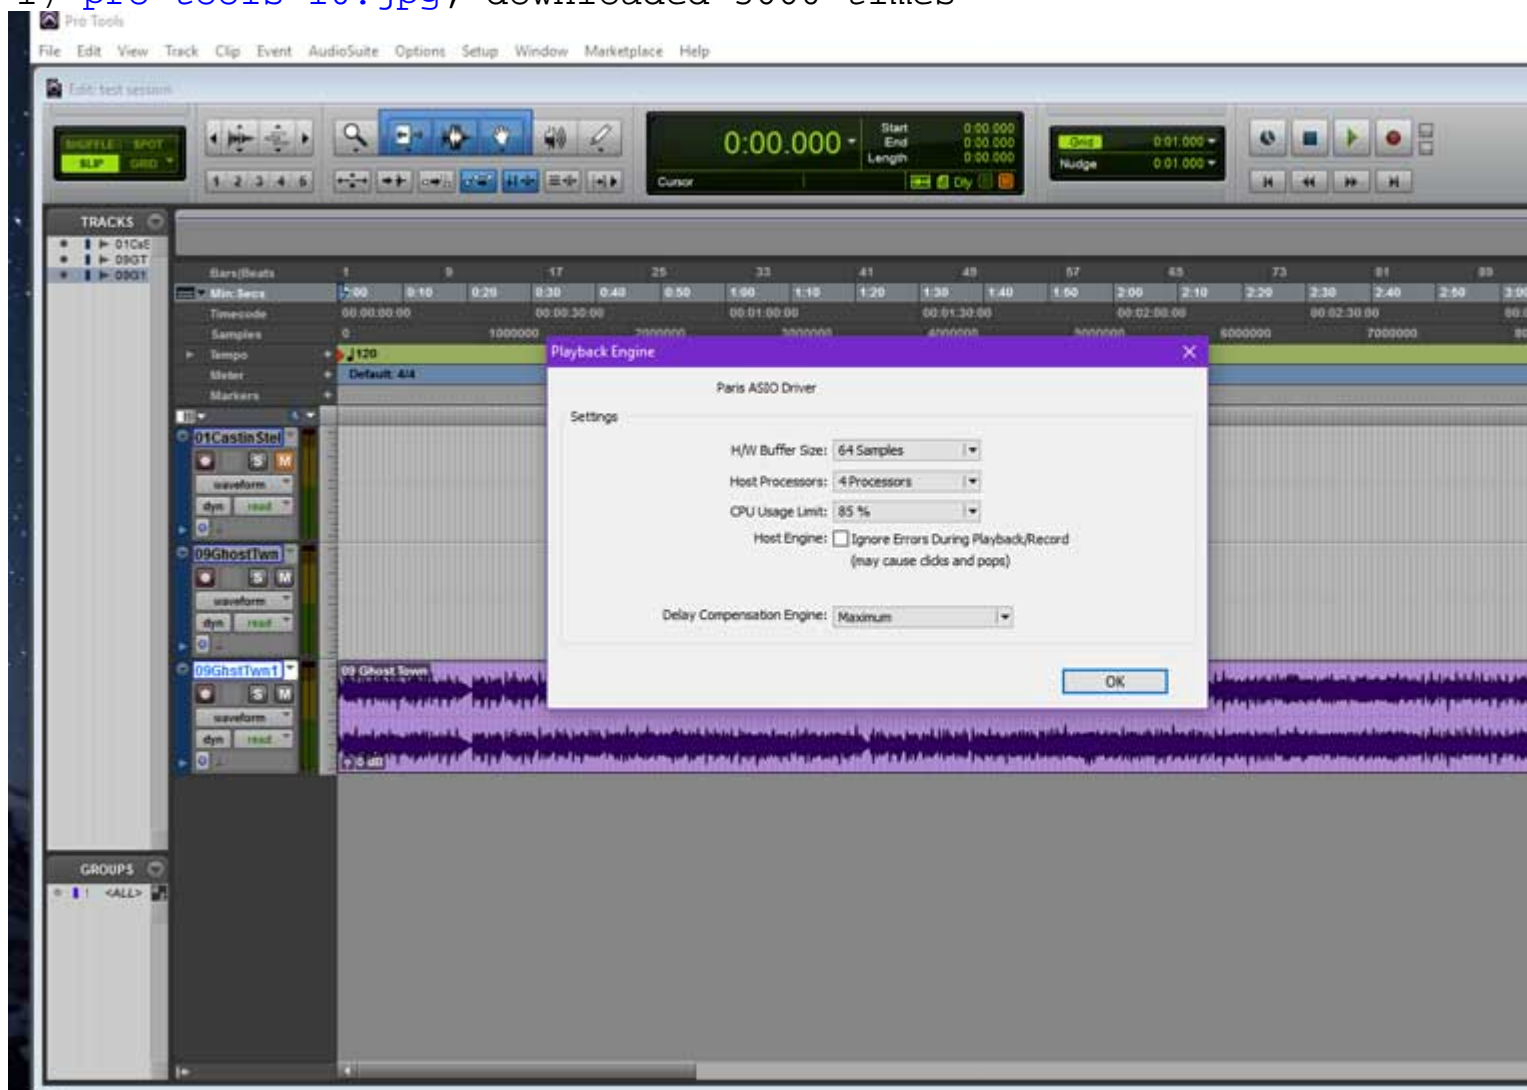 1) pro tools 10.jpg, downloaded 5000 times
Pro Tools
File Edit View Track Clip Event AudioSuite Options Setup Window Marketplace Help
Edit: test session
SHUFFLE SPOT
SLIP GRID
1 2 3 4 5
0:00.000
Start 0:00.000
End 0:00.000
Length 0:00.000
Cursor
Dly
Grid 0:01.000
Nudge 0:01.000
TRACKS
01CaS
09GT
09G1
Bars|Beats 1 9 17 25 33 41 49 57 65 73 81 89
Min:Secs 0:00 0:10 0:20 0:30 0:40 0:50 1:00 1:10 1:20 1:30 1:40 1:50 2:00 2:10 2:20 2:30 2:40 2:50
Timecode 00:00:00:00 00:00:30:00 00:01:00:00 00:01:30:00 00:02:00:00 00:02:30:00
Samples 0 1000000 2000000 3000000 4000000 5000000 6000000 7000000
Tempo 120
Meter Default: 4/4
Markers
Playback Engine
Paris ASIO Driver
Settings
H/W Buffer Size: 64 Samples
Host Processors: 4 Processors
CPU Usage Limit: 85 %
Host Engine: Ignore Errors During Playback/Record
(may cause clicks and pops)
Delay Compensation Engine: Maximum
OK
01CastinStel
S M
waveform
dyn read
09GhostTwn
S M
waveform
dyn read
09GhstTwn1
S M
waveform
dyn read
09 Ghost Town
0 dB
GROUPS
! <ALL>